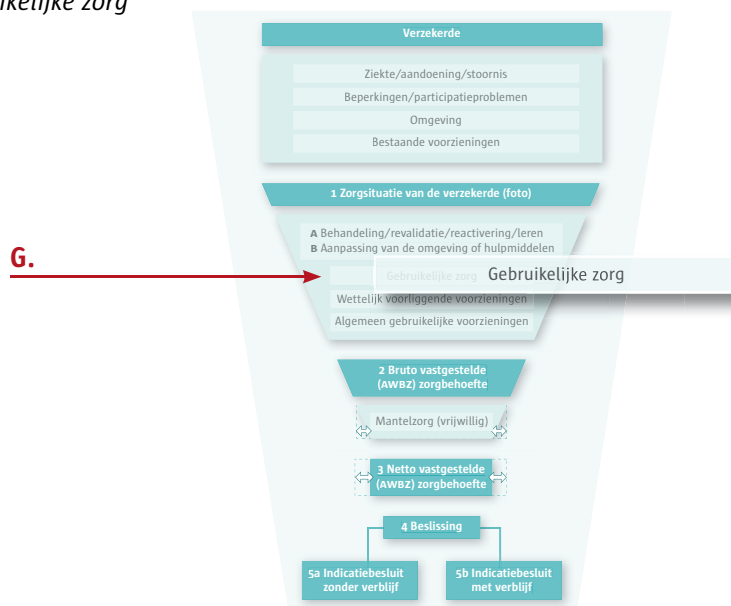 ikelijke zorg
Verzekerde
Ziekte/aandoening/stoornis
Beperkingen/participatieproblemen
Omgeving
Bestaande voorzieningen
1 Zorgsituatie van de verzekerde (foto)
A Behandeling/revalidatie/reactivering/leren
B Aanpassing van de omgeving of hulpmiddelen
G.
Gebruikelijke zorg
Gebruikelijke zorg
Wettelijk voorliggende voorzieningen
Algemeen gebruikelijke voorzieningen
2 Bruto vastgestelde
(AWBZ) zorgbehoefte
Mantelzorg (vrijwillig)
3 Netto vastgestelde
(AWBZ) zorgbehoefte
4 Beslissing
5a Indicatiebesluit
zonder verblijf
5b Indicatiebesluit
met verblijf